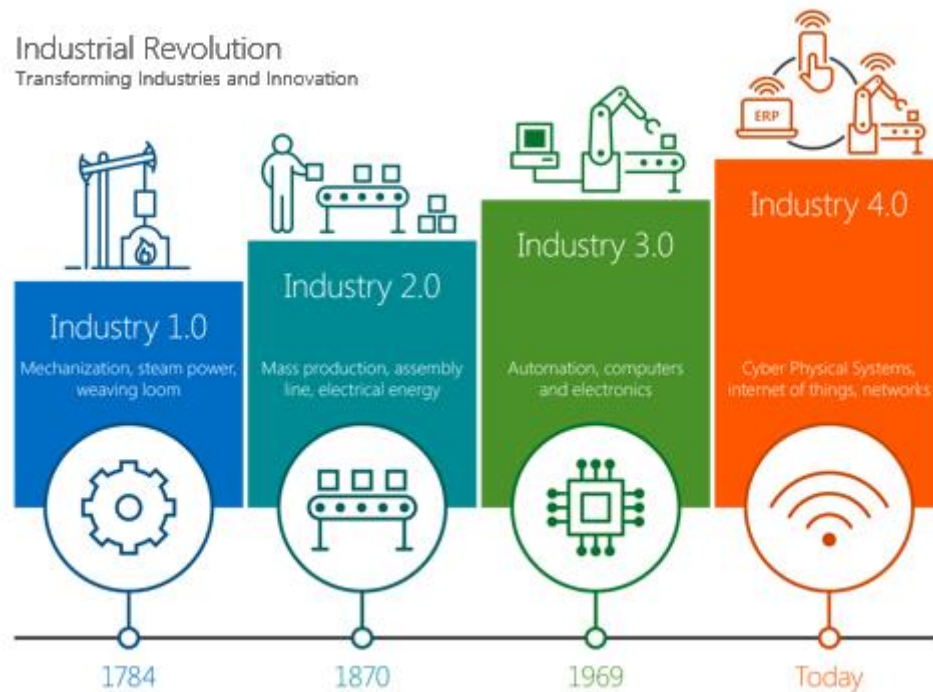 Industrial Revolution
Transforming Industries and Innovation
ERP
Industry 1.0
Mechanization, steam power,
weaving loom
Industry 2.0
Mass production, assembly
line, electrical energy
Industry 3.0
Automation, computers
and electronics
Industry 4.0
Cyber Physical Systems,
internet of things, networks
1784
1870
1969
Today